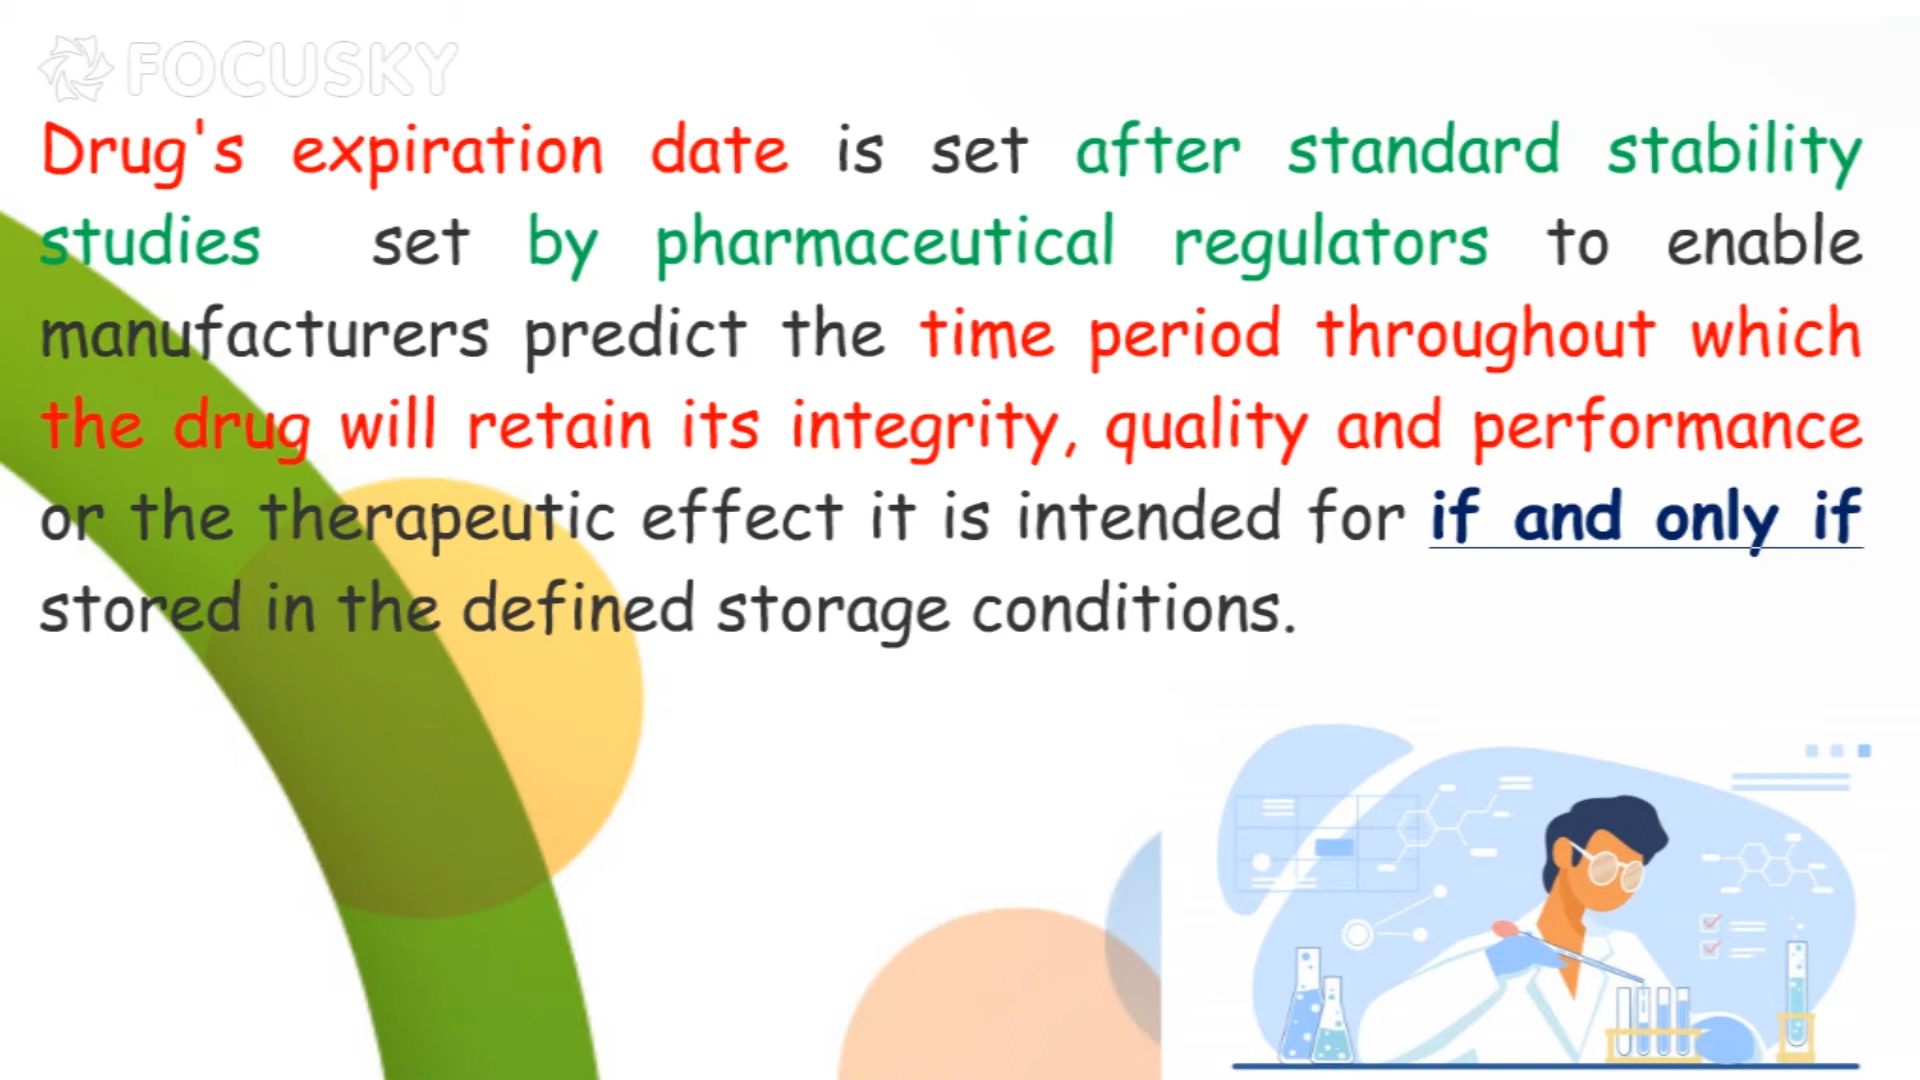 FOCUSKY
Drug's expiration date is set after standard stability
studies set by pharmaceutical regulators to enable
manufacturers predict the time period throughout which
the drug will retain its integrity, quality and performance
or the therapeutic effect it is intended for if and only if
stored in the defined storage conditions.